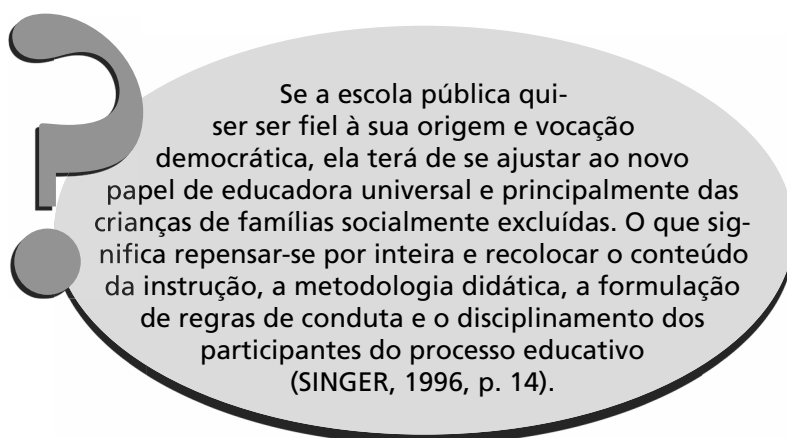 Se a escola pública qui-
ser ser fiel à sua origem e vocação
democrática, ela terá de se ajustar ao novo
papel de educadora universal e principalmente das
crianças de famílias socialmente excluídas. O que sig-
nifica repensar-se por inteira e recolocar o conteúdo
da instrução, a metodologia didática, a formulação
de regras de conduta e o disciplinamento dos
participantes do processo educativo
(SINGER, 1996, p. 14).